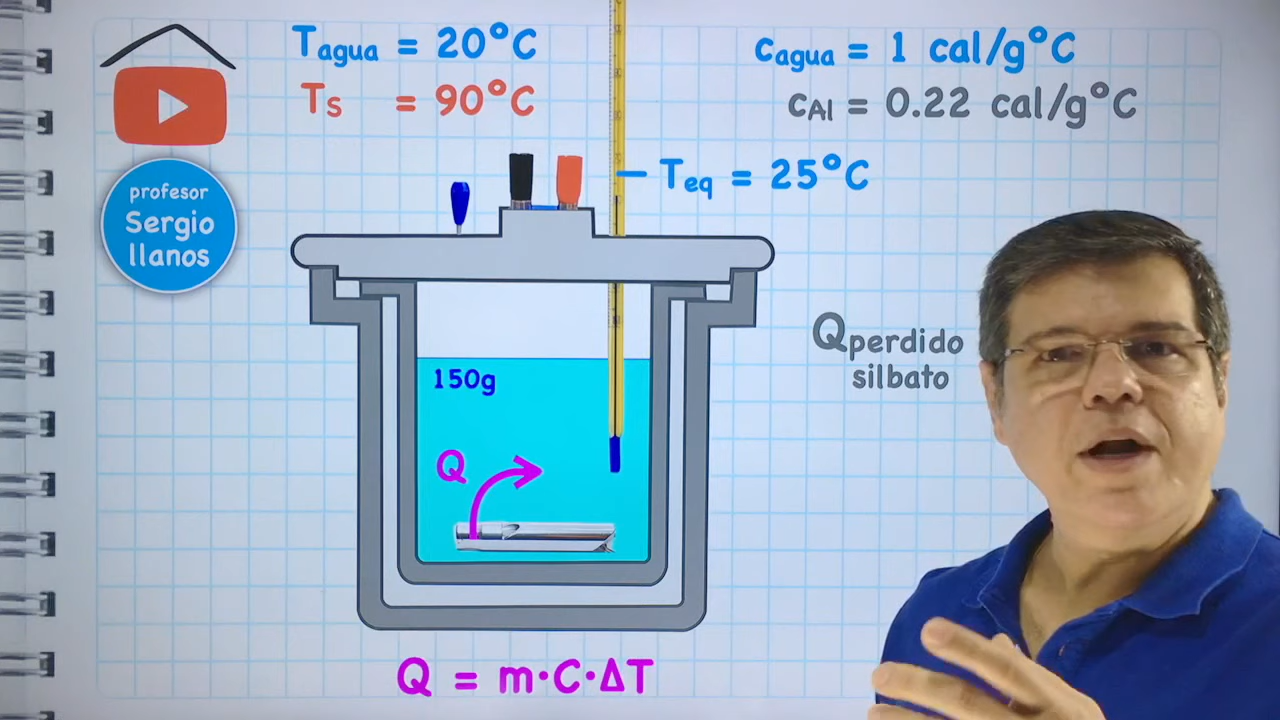 Tagua = 20°C
Ts = 90°C
cagua = 1 cal/g°C
cAl = 0.22 cal/g°C
profesor
Sergio
llanos
Teq = 25°C
Qperdido
silbato
150g
Q
Q = m·C·ΔT